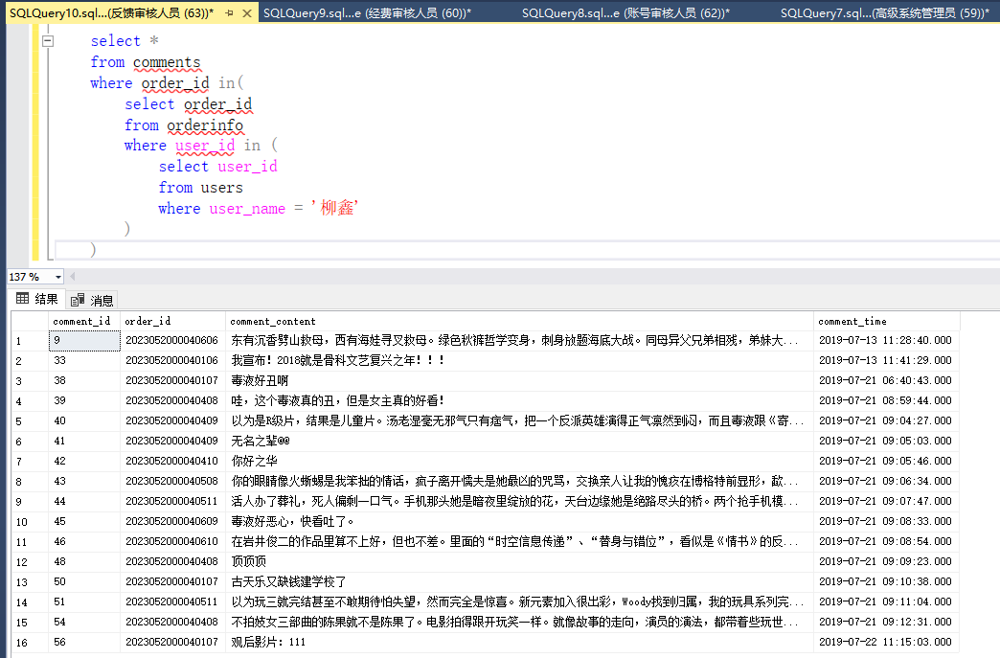 SQLQuery10.sql...(反馈审核人员 (63))* SQLQuery9.sql...e (经费审核人员 (60))* SQLQuery8.sql...e (账号审核人员 (62))* SQLQuery7.sql...(高级系统管理员 (59))*
select *
from comments
where order_id in(
select order_id
from orderinfo
where user_id in (
select user_id
from users
where user_name = '柳鑫'
)
)
137 %
结果 消息
comment_id order_id comment_content comment_time
1 9 2023052000040606 东有沉香劈山救母，西有海娃寻叉救母。绿色秋裤哲学变身，刺身放题海底大战。同母异父兄弟相残，弟妹大... 2019-07-13 11:28:40.000
2 33 2023052000040106 我宣布！2018就是骨科文艺复兴之年！！！ 2019-07-13 11:41:29.000
3 38 2023052000040107 毒液好丑啊 2019-07-21 06:40:43.000
4 39 2023052000040408 哇，这个毒液真的丑，但是女主真的好看！ 2019-07-21 08:59:44.000
5 40 2023052000040409 以为是R级片，结果是儿童片。汤老湿毫无邪气只有痞气，把一个反派英雄演得正气凛然到闷，而且毒液跟《寄... 2019-07-21 09:04:27.000
6 41 2023052000040409 无名之辈@@ 2019-07-21 09:05:03.000
7 42 2023052000040410 你好之华 2019-07-21 09:05:46.000
8 43 2023052000040508 你的眼睛像火蜥蜴是我笨拙的情话，疯子离开懦夫是她最凶的咒骂，交换亲人让我的愧疚在博格特前显形，敌... 2019-07-21 09:06:34.000
9 44 2023052000040511 活人办了葬礼，死人偏剩一口气。手机那头她是暗夜里绽放的花，天台边缘她是绝路尽头的桥。两个抢手机模... 2019-07-21 09:07:47.000
10 45 2023052000040609 毒液好恶心，快看吐了。 2019-07-21 09:08:33.000
11 46 2023052000040610 在岩井俊二的作品里算不上好，但也不差。里面的“时空信息传递”、“替身与错位”，看似是《情书》的反... 2019-07-21 09:08:54.000
12 48 2023052000040408 顶顶顶 2019-07-21 09:09:23.000
13 50 2023052000040107 古天乐又缺钱建学校了 2019-07-21 09:10:38.000
14 51 2023052000040511 以为玩三就完结甚至不敢期待怕失望，然而完全是惊喜。新元素加入很出彩，Woody找到归属，我的玩具系列完... 2019-07-21 09:11:04.000
15 54 2023052000040408 不拍妓女三部曲的陈果就不是陈果了。电影拍得跟开玩笑一样。就像故事的走向，演员的演法，都带着些玩世... 2019-07-21 09:12:31.000
16 56 2023052000040107 观后影片：111 2019-07-22 11:15:03.000